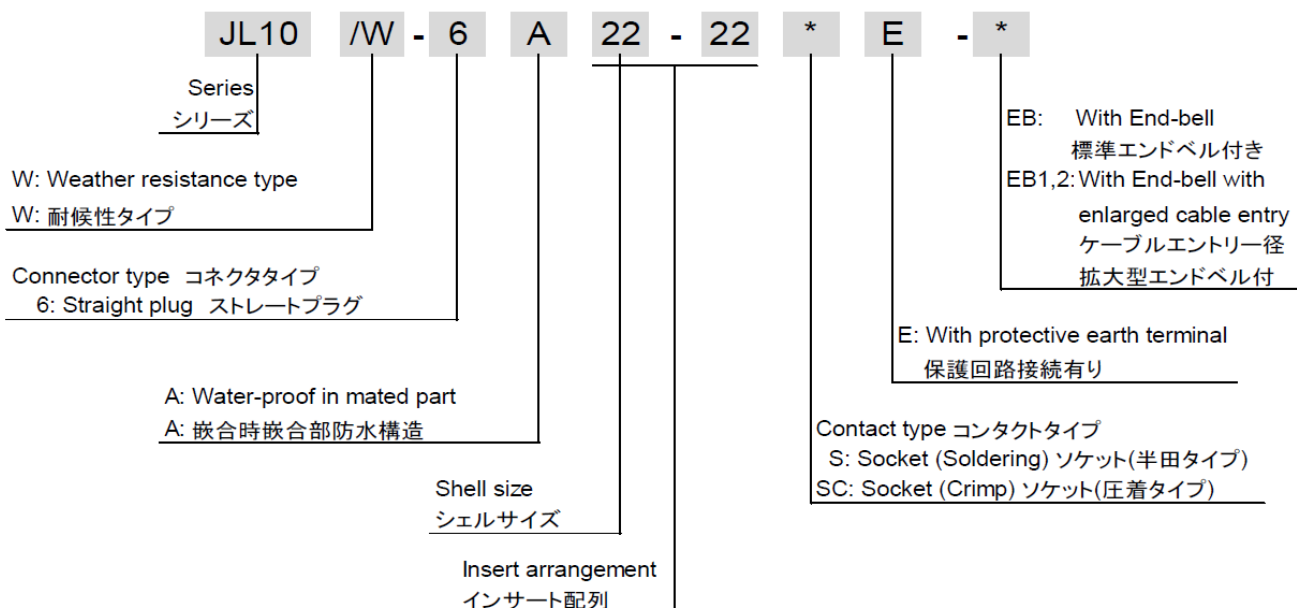 JL10 /W - 6 A 22 - 22 * E - *
Series
シリーズ
W: Weather resistance type
W: 耐候性タイプ
Connector type コネクタタイプ
6: Straight plug ストレートプラグ
A: Water-proof in mated part
A: 嵌合時嵌合部防水構造
Shell size
シェルサイズ
Insert arrangement
インサート配列
Contact type コンタクトタイプ
S: Socket (Soldering) ソケット(半田タイプ)
SC: Socket (Crimp) ソケット(圧着タイプ)
E: With protective earth terminal
保護回路接続有り
EB: With End-bell
標準エンドベル付き
EB1,2: With End-bell with
enlarged cable entry
ケーブルエントリー径
拡大型エンドベル付